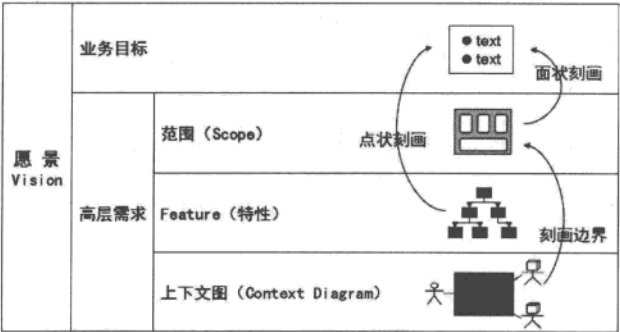 业务目标
● text
● text
面状刻画
范围（Scope）
点状刻画
愿 景
Vision
高层需求
Feature（特性）
刻画边界
上下文图（Context Diagram）